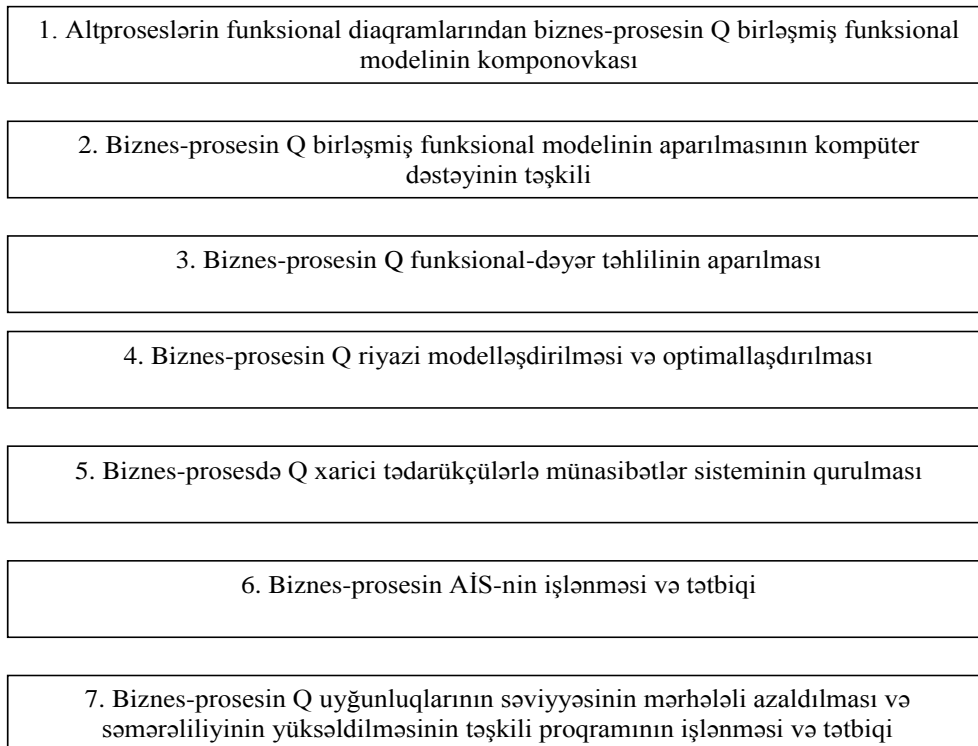 1. Altproseslərin funksional diaqramlarından biznes-prosesin Q birləşmiş funksional
modelinin komponovkası
2. Biznes-prosesin Q birləşmiş funksional modelinin aparılmasının kompüter
dəstəyinin təşkili
3. Biznes-prosesin Q funksional-dəyər təhlilinin aparılması
4. Biznes-prosesin Q riyazi modelləşdirilməsi və optimallaşdırılması
5. Biznes-prosesdə Q xarici tədarükçülərlə münasibətlər sisteminin qurulması
6. Biznes-prosesin AİS-nin işlənməsi və tətbiqi
7. Biznes-prosesin Q uyğunluqlarının səviyyəsinin mərhələli azaldılması və
səmərəliliyinin yüksəldilməsinin təşkili proqramının işlənməsi və tətbiqi